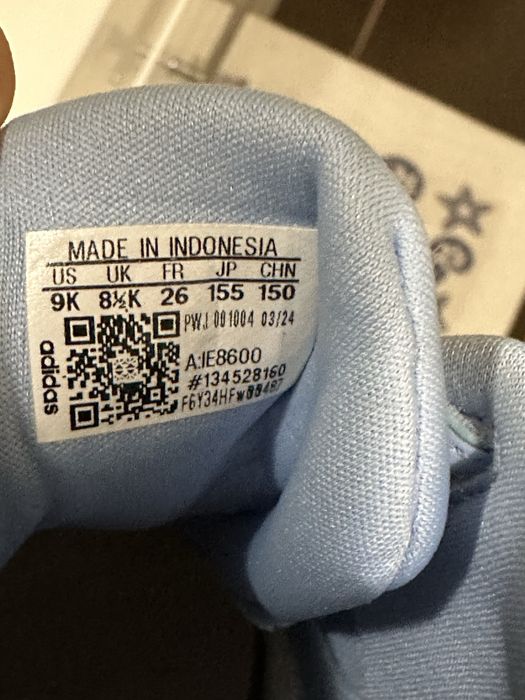 MADE IN INDONESIA
US UK FR JP CHN
9K 8½K 26 155 150
PWJ 001004 03/24
A:IE8600
#134528160
adidas